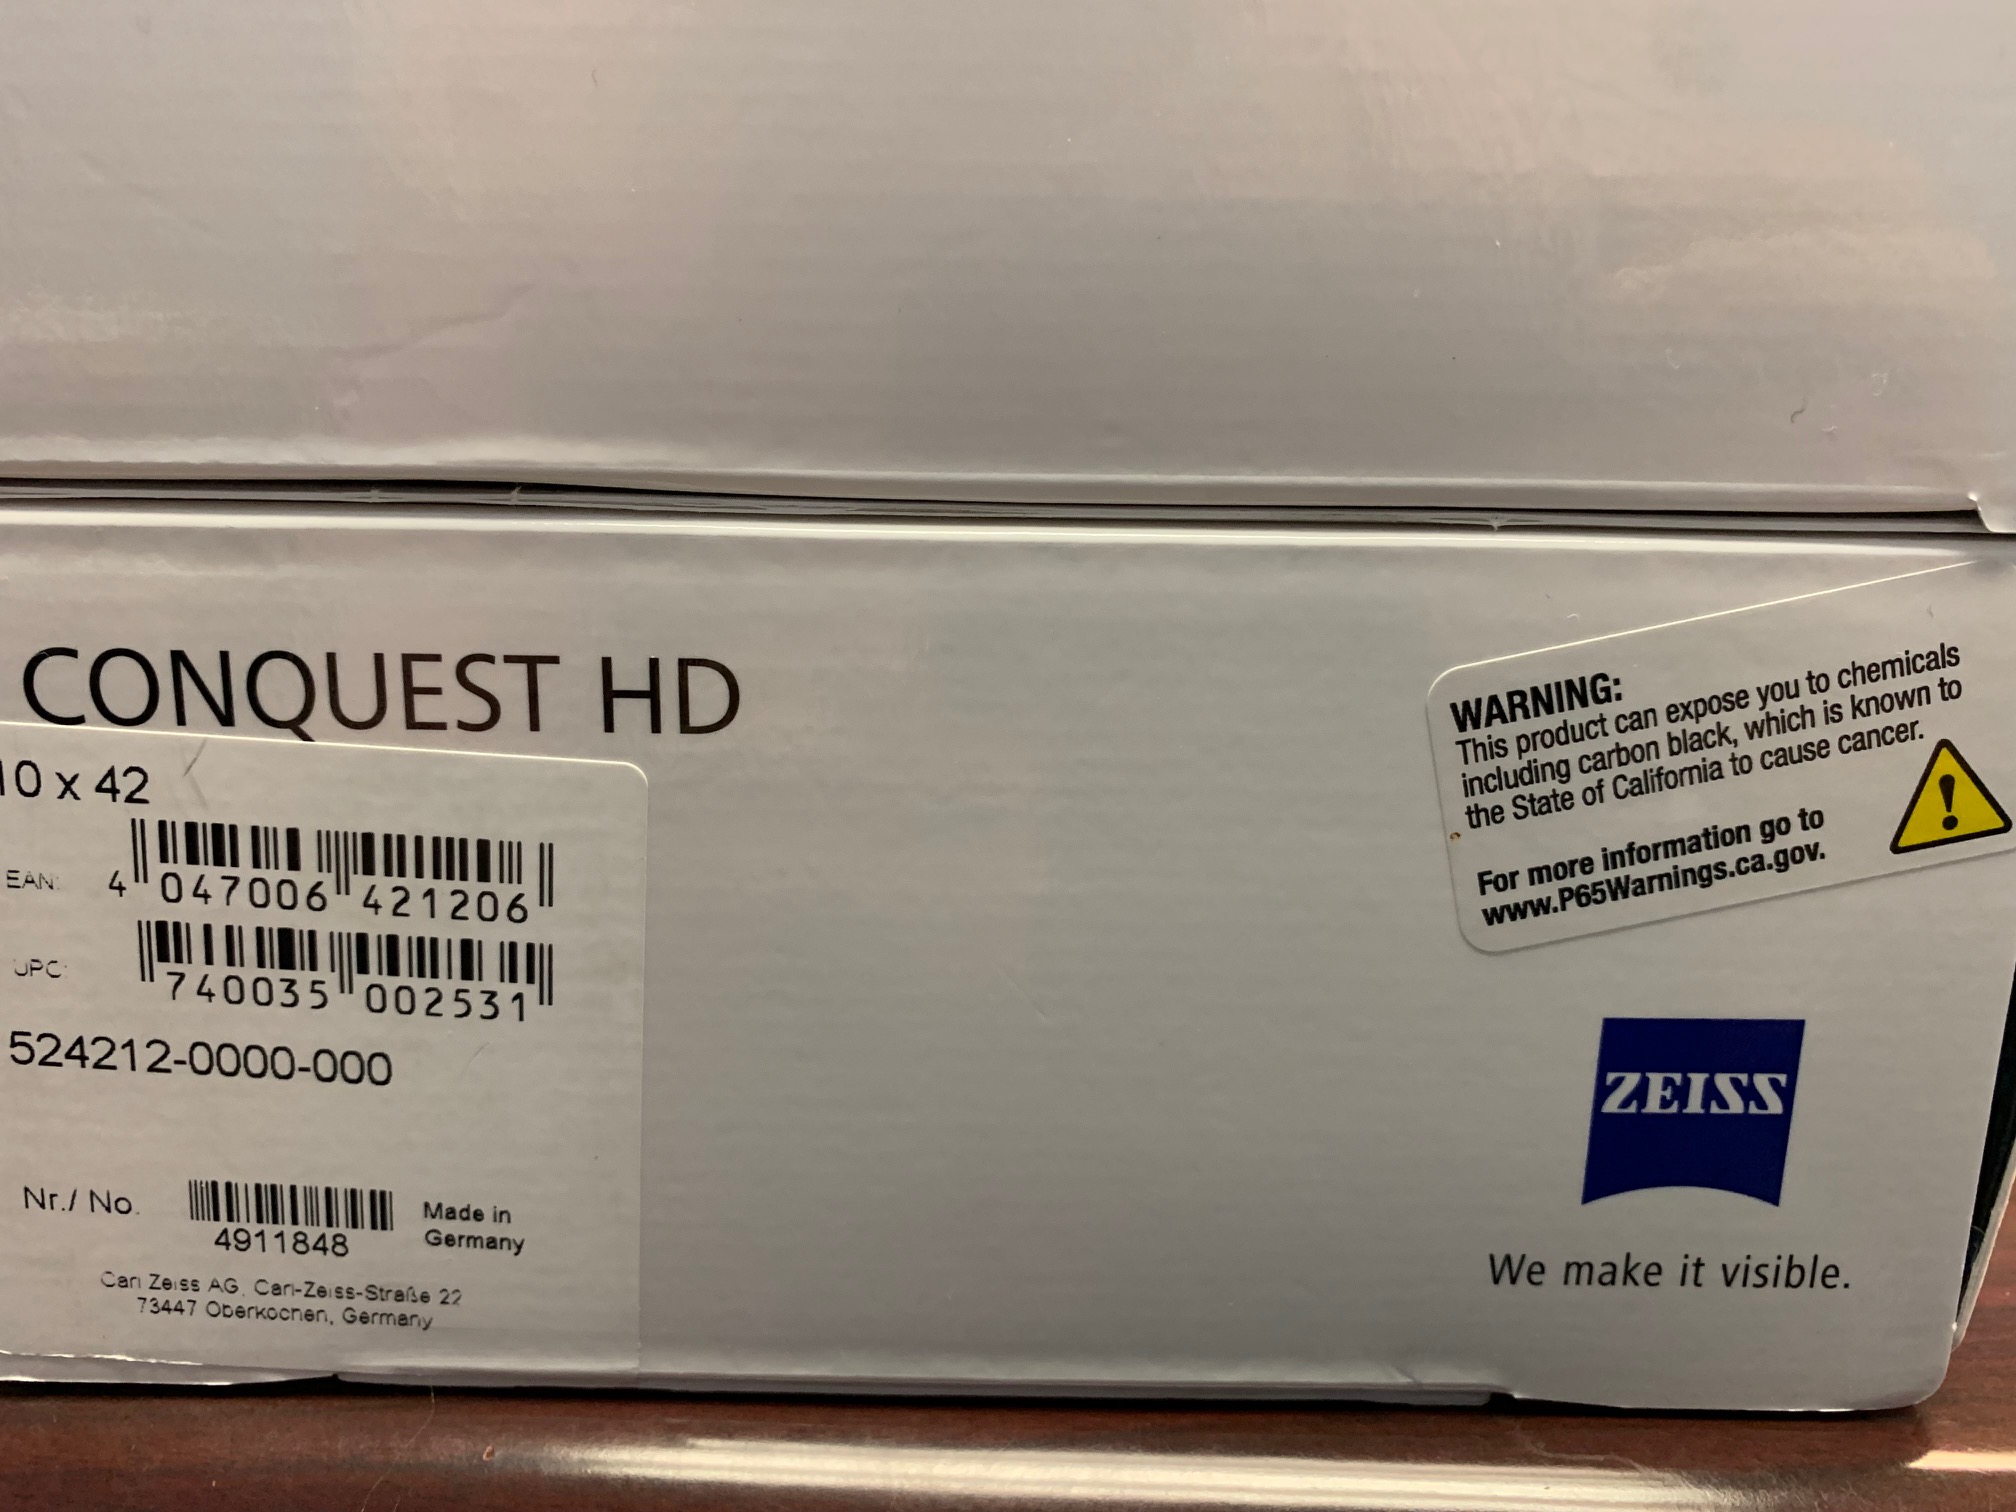 CONQUEST HD
10 x 42
EAN:
4 047006 421206
UPC:
740035 002531
524212-0000-000
Nr./ No.
4911848
Made in
Germany
Carl Zeiss AG, Carl-Zeiss-Straße 22
73447 Oberkochen, Germany
WARNING:
This product can expose you to chemicals
including carbon black, which is known to
the State of California to cause cancer.
For more information go to
www.P65Warnings.ca.gov.
ZEISS
We make it visible.